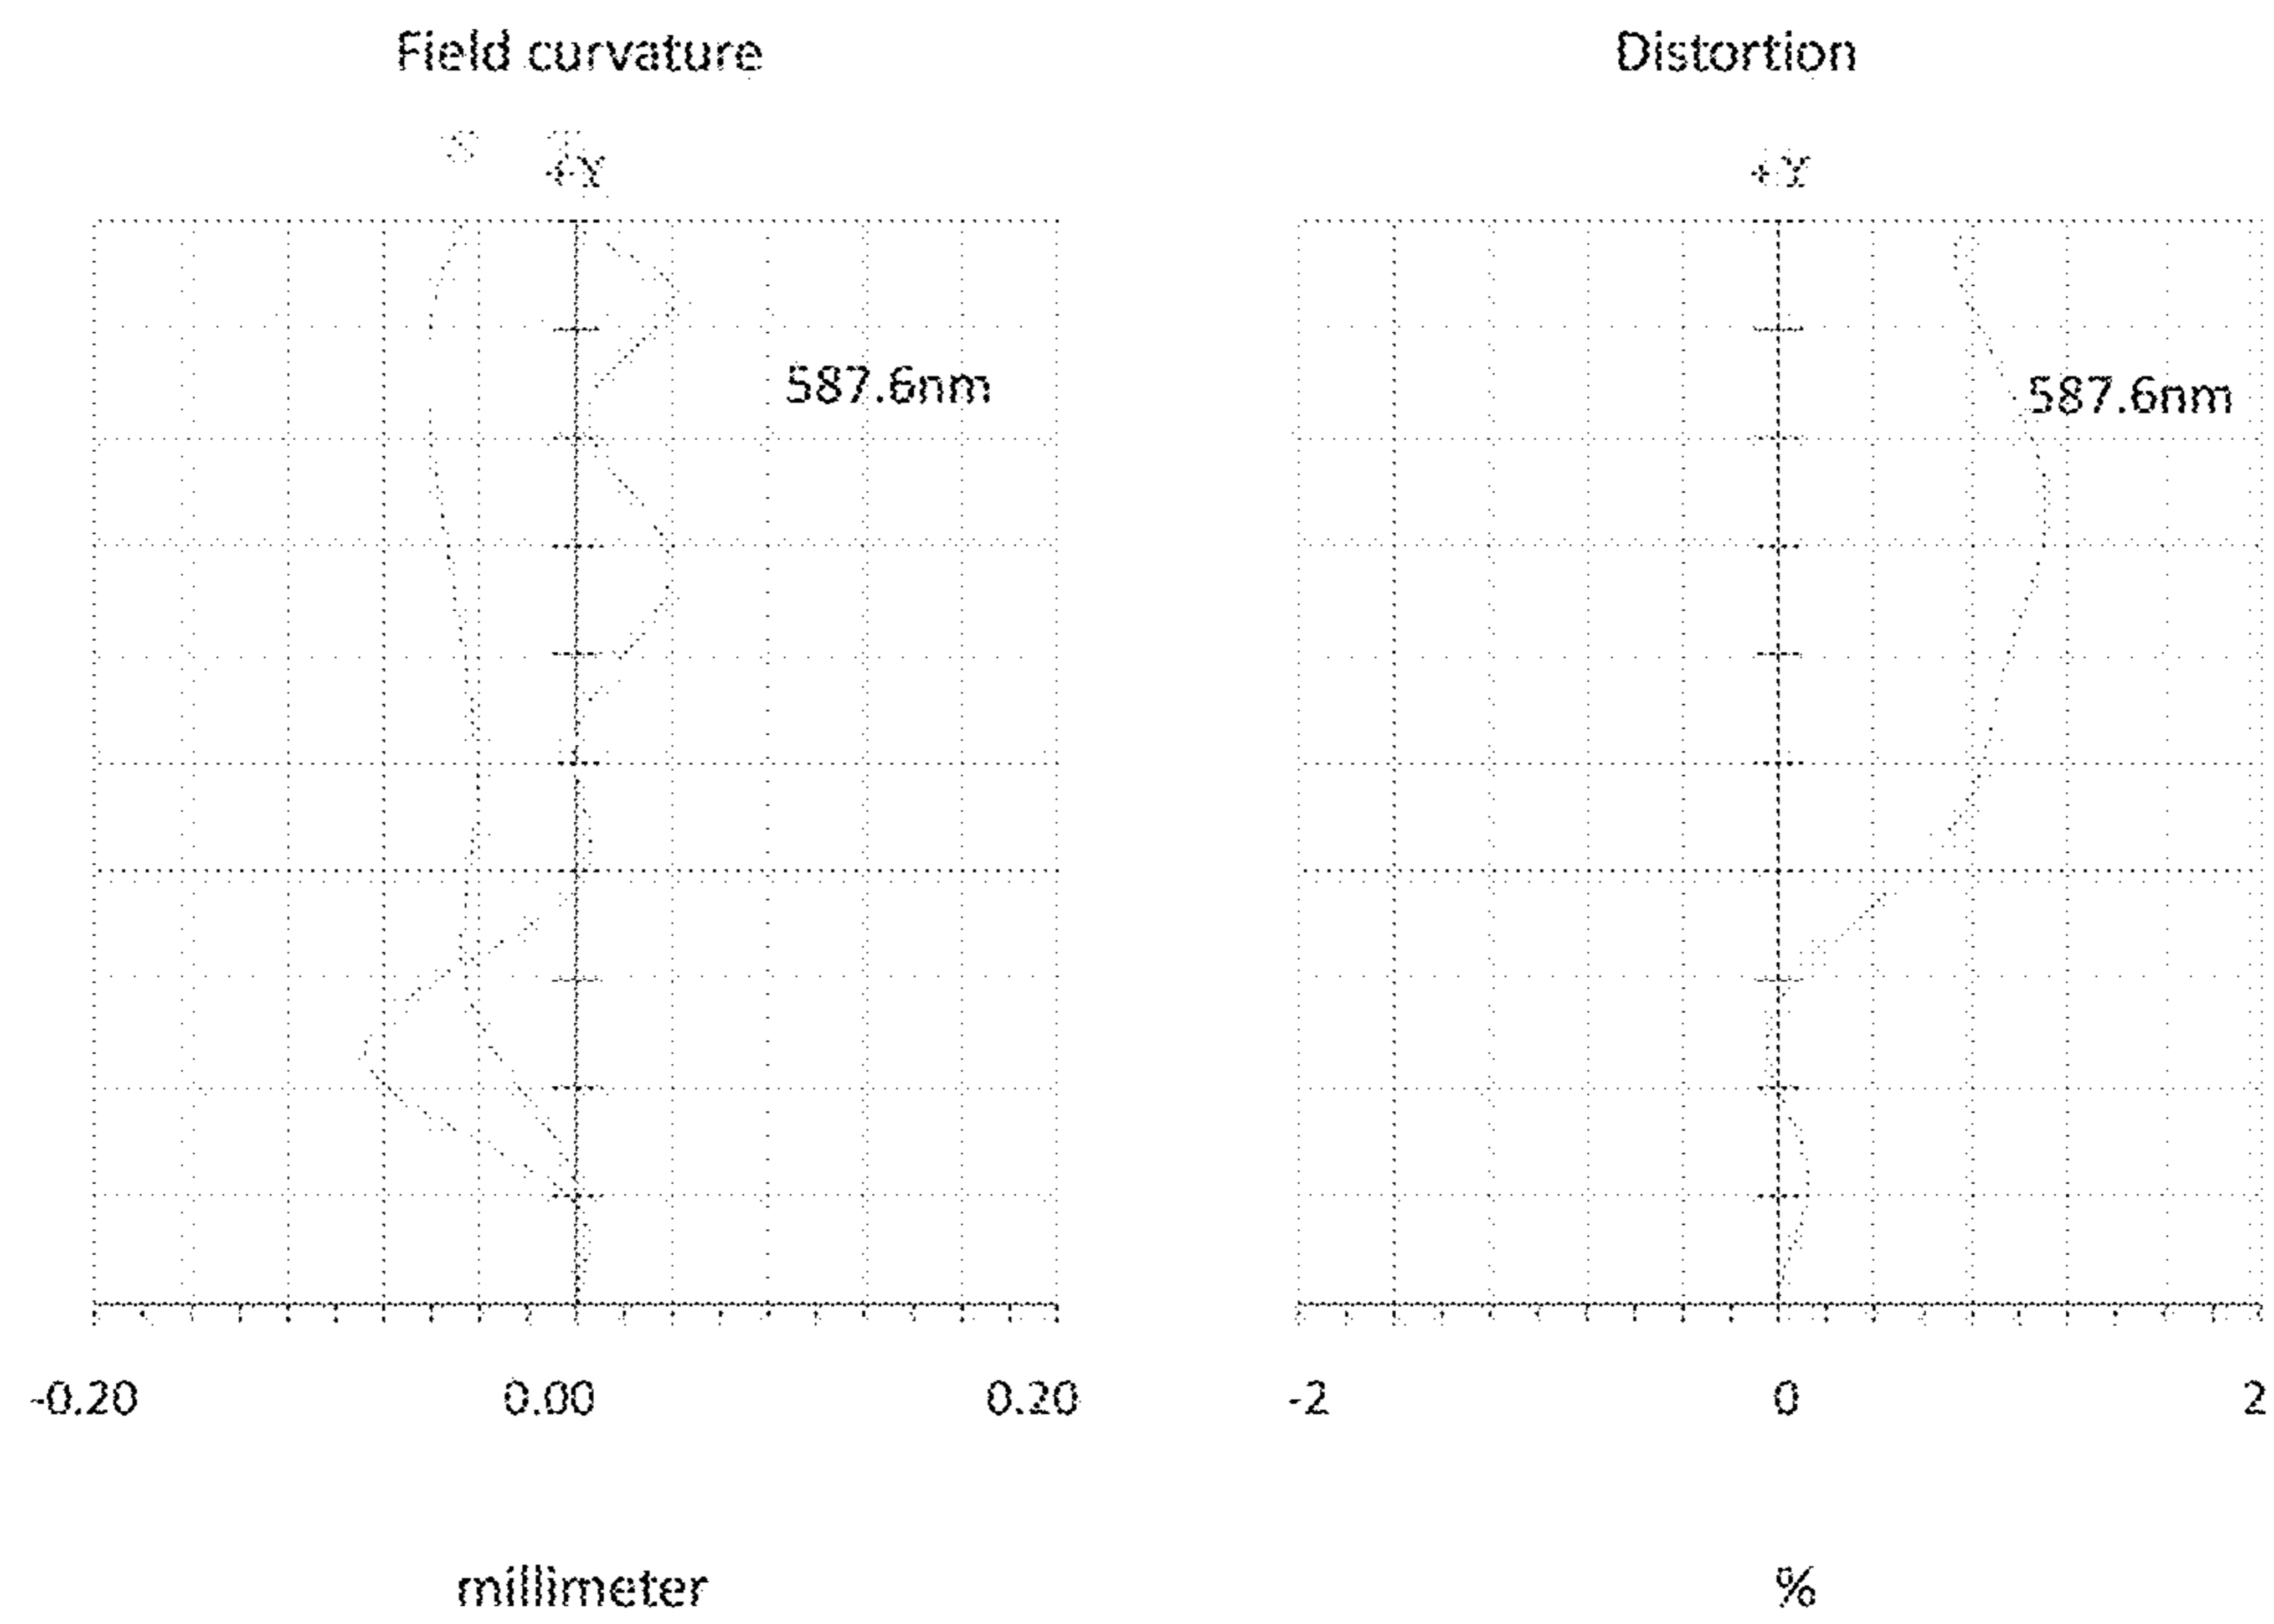 Field curvature
Distortion
S
+Y
+Y
587.6nm
587.6nm
-0.20 0.00 0.20
-2 0 2
millimeter
%